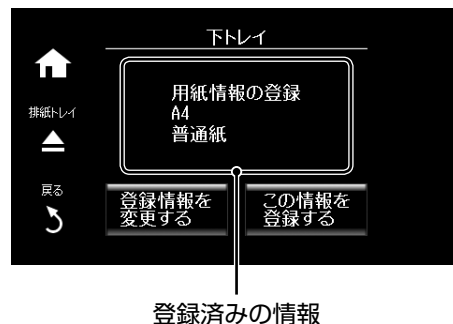 下トレイ
排紙トレイ
戻る
用紙情報の登録
A4
普通紙
登録情報を
変更する
この情報を
登録する
登録済みの情報